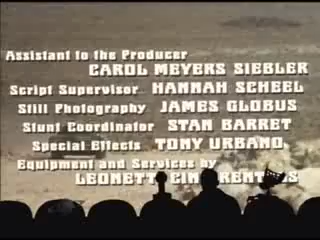 Assistant to the Producer
CAROL MEYERS SIEBLER
Script Supervisor HANNAH SCHEEL
Still Photography JAMES GLOBUS
Stunt Coordinator STAN BARRET
Special Effects TONY URBANO
Equipment and Services by
LEONETTI